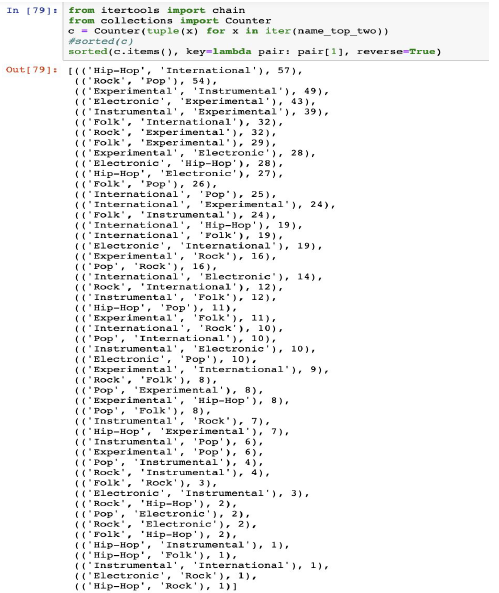 In [79]: from itertools import chain
from collections import Counter
c = Counter(tuple(x) for x in iter(name_top_two))
#sorted(c)
sorted(c.items(), key=lambda pair: pair[1], reverse=True)
Out[79]: [(('Hip-Hop', 'International'), 57),
(('Rock', 'Pop'), 54),
(('Experimental', 'Instrumental'), 49),
(('Electronic', 'Experimental'), 43),
(('Instrumental', 'Experimental'), 39),
(('Folk', 'International'), 32),
(('Rock', 'Experimental'), 32),
(('Folk', 'Experimental'), 29),
(('Experimental', 'Electronic'), 28),
(('Electronic', 'Hip-Hop'), 28),
(('Hip-Hop', 'Electronic'), 27),
(('Folk', 'Pop'), 26),
(('International', 'Pop'), 25),
(('International', 'Experimental'), 24),
(('Folk', 'Instrumental'), 24),
(('International', 'Hip-Hop'), 19),
(('International', 'Folk'), 19),
(('Electronic', 'International'), 19),
(('Experimental', 'Rock'), 16),
(('Pop', 'Rock'), 16),
(('International', 'Electronic'), 14),
(('Rock', 'International'), 12),
(('Instrumental', 'Folk'), 12),
(('Hip-Hop', 'Pop'), 11),
(('Experimental', 'Folk'), 11),
(('International', 'Rock'), 10),
(('Pop', 'International'), 10),
(('Instrumental', 'Electronic'), 10),
(('Electronic', 'Pop'), 10),
(('Experimental', 'International'), 9),
(('Rock', 'Folk'), 8),
(('Pop', 'Experimental'), 8),
(('Experimental', 'Hip-Hop'), 8),
(('Pop', 'Folk'), 8),
(('Instrumental', 'Rock'), 7),
(('Hip-Hop', 'Experimental'), 7),
(('Instrumental', 'Pop'), 6),
(('Experimental', 'Pop'), 6),
(('Pop', 'Instrumental'), 4),
(('Rock', 'Instrumental'), 4),
(('Folk', 'Rock'), 3),
(('Electronic', 'Instrumental'), 3),
(('Rock', 'Hip-Hop'), 2),
(('Pop', 'Electronic'), 2),
(('Rock', 'Electronic'), 2),
(('Folk', 'Hip-Hop'), 2),
(('Hip-Hop', 'Instrumental'), 1),
(('Hip-Hop', 'Folk'), 1),
(('Instrumental', 'International'), 1),
(('Electronic', 'Rock'), 1),
(('Hip-Hop', 'Rock'), 1)]